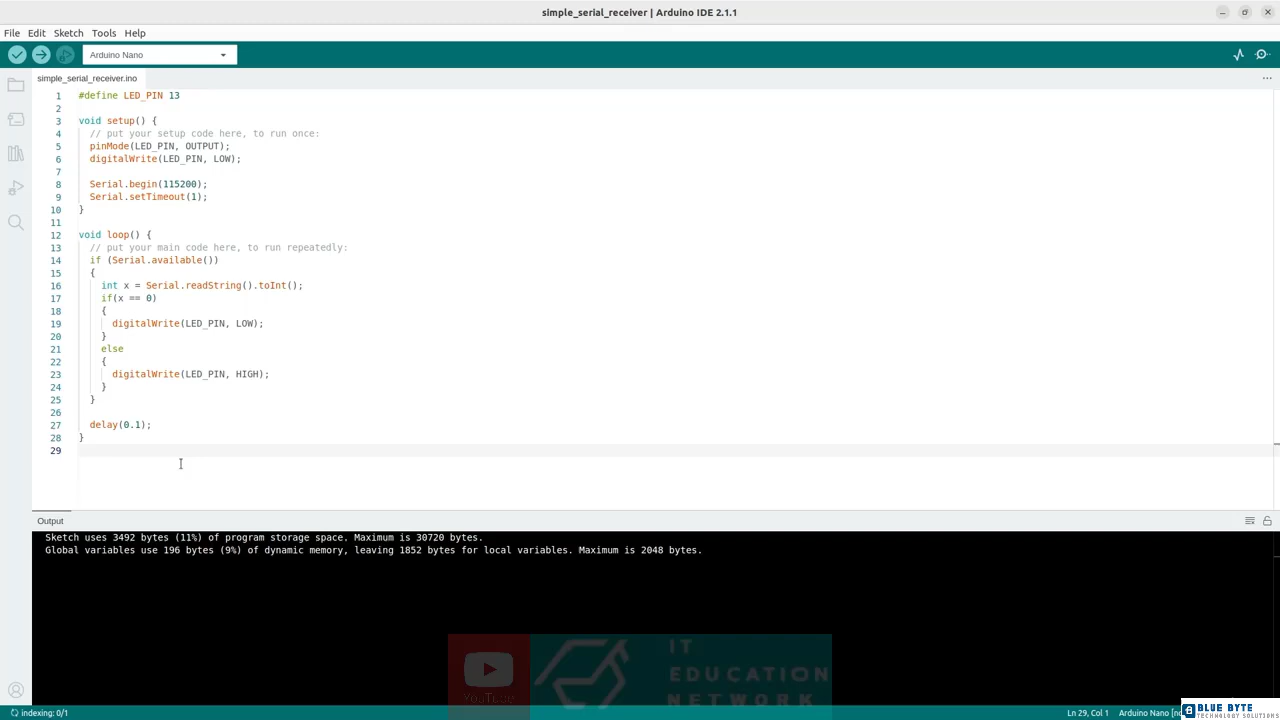 simple_serial_receiver | Arduino IDE 2.1.1
File Edit Sketch Tools Help
Arduino Nano
simple_serial_receiver.ino
1 #define LED_PIN 13
2
3 void setup() {
4 // put your setup code here, to run once:
5 pinMode(LED_PIN, OUTPUT);
6 digitalWrite(LED_PIN, LOW);
7
8 Serial.begin(115200);
9 Serial.setTimeout(1);
10 }
11
12 void loop() {
13 // put your main code here, to run repeatedly:
14 if (Serial.available())
15 {
16 int x = Serial.readString().toInt();
17 if(x == 0)
18 {
19 digitalWrite(LED_PIN, LOW);
20 }
21 else
22 {
23 digitalWrite(LED_PIN, HIGH);
24 }
25 }
26
27 delay(0.1);
28 }
29
Output
Sketch uses 3492 bytes (11%) of program storage space. Maximum is 30720 bytes.
Global variables use 196 bytes (9%) of dynamic memory, leaving 1852 bytes for local variables. Maximum is 2048 bytes.
YouTube
IT
EDUCATION
NETWORK
indexing: 0/1
Ln 29, Col 1 Arduino Nano
BLUE BYTE
TECHNOLOGY SOLUTIONS